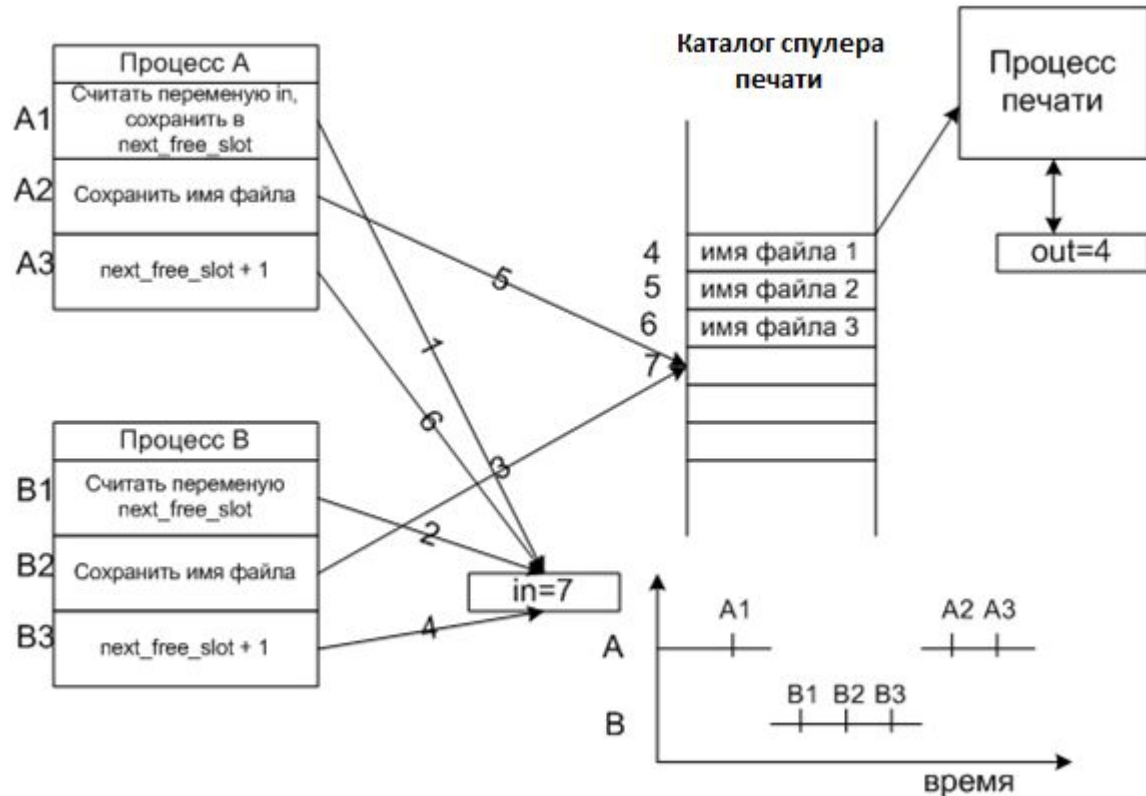 Процесс А
A1
Считать переменую in,
сохранить в
next_free_slot
A2
Сохранить имя файла
A3
next_free_slot + 1
Процесс В
B1
Считать переменую
next_free_slot
B2
Сохранить имя файла
B3
next_free_slot + 1
5
1
6
3
2
4
in=7
Каталог спулера
печати
4
имя файла 1
5
имя файла 2
6
имя файла 3
7
Процесс
печати
out=4
A1
A2
A3
A
B1
B2
B3
B
время